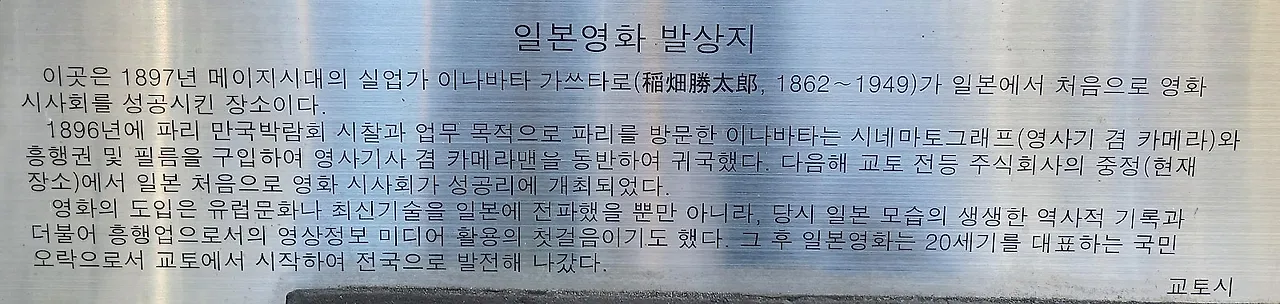 일본영화 발상지
이곳은 1897년 메이지시대의 실업가 이나바타 가쓰타로(稲畑勝太郎, 1862～1949)가 일본에서 처음으로 영화
시사회를 성공시킨 장소이다.
1896년에 파리 만국박람회 시찰과 업무 목적으로 파리를 방문한 이나바타는 시네마토그래프(영사기 겸 카메라)와
흥행권 및 필름을 구입하여 영사기사 겸 카메라맨을 동반하여 귀국했다. 다음해 교토 전등 주식회사의 중정(현재
장소)에서 일본 처음으로 영화 시사회가 성공리에 개최되었다.
영화의 도입은 유럽문화나 최신기술을 일본에 전파했을 뿐만 아니라, 당시 일본 모습의 생생한 역사적 기록과
더불어 흥행업으로서의 영상정보 미디어 활용의 첫걸음이기도 했다. 그 후 일본영화는 20세기를 대표하는 국민
오락으로서 교토에서 시작하여 전국으로 발전해 나갔다.
교토시